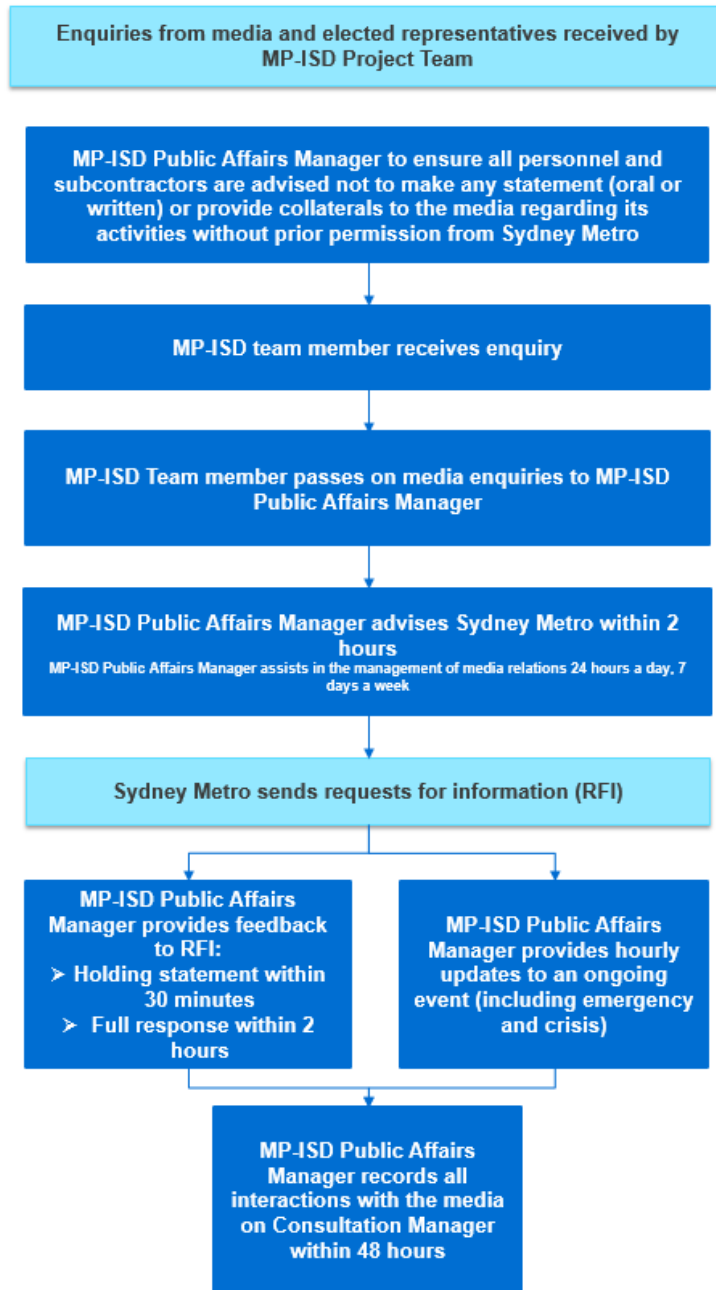 Enquiries from media and elected representatives received by
MP-ISD Project Team
MP-ISD Public Affairs Manager to ensure all personnel and
subcontractors are advised not to make any statement (oral or
written) or provide collaterals to the media regarding its
activities without prior permission from Sydney Metro
MP-ISD team member receives enquiry
MP-ISD Team member passes on media enquiries to MP-ISD
Public Affairs Manager
MP-ISD Public Affairs Manager advises Sydney Metro within 2
hours
MP-ISD Public Affairs Manager assists in the management of media relations 24 hours a day, 7
days a week
Sydney Metro sends requests for information (RFI)
MP-ISD Public Affairs
Manager provides feedback
to RFI:
➢ Holding statement within
30 minutes
➢ Full response within 2
hours
MP-ISD Public Affairs
Manager provides hourly
updates to an ongoing
event (including emergency
and crisis)
MP-ISD Public Affairs
Manager records all
interactions with the media
on Consultation Manager
within 48 hours